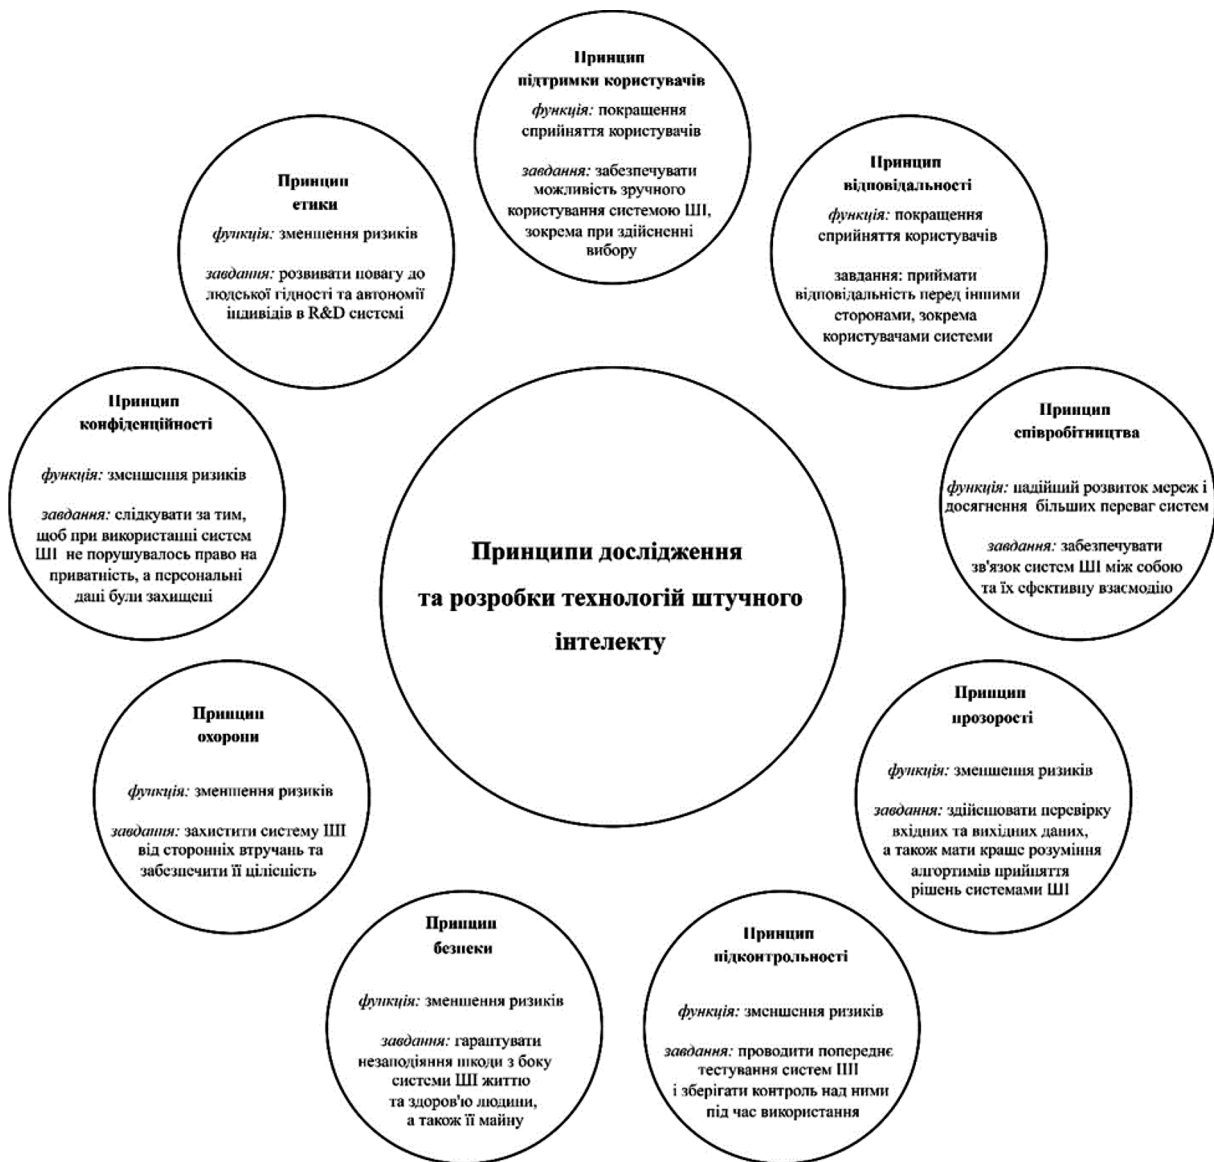 Принцип
підтримки користувачів
функція: покращення
сприйняття користувачів
завдання: забезпечувати
можливість зручного
користування системою ШІ,
зокрема при здійсненні
вибору
Принцип
відповідальності
функція: покращення
сприйняття користувачів
завдання: приймати
відповідальність перед іншими
сторонами, зокрема
користувачами системи
Принцип
співробітництва
функція: надійний розвиток мереж і
досягнення більших переваг систем
завдання: забезпечувати
зв'язок систем ШІ між собою
та їх ефективну взаємодію
Принцип
прозорості
функція: зменшення ризиків
завдання: здійснювати перевірку
вхідних та вихідних даних,
а також мати краще розуміння
алгортимів прийняття
рішень системами ШІ
Принцип
підконтрольності
функція: зменшення ризиків
завдання: проводити попереднє
тестування систем ШІ
і зберігати контроль над ними
під час використання
Принцип
безпеки
функція: зменшення ризиків
завдання: гарантувати
незаподіяння шкоди з боку
системи ШІ життю
та здоров'ю людини,
а також її майну
Принцип
охорони
функція: зменшення ризиків
завдання: захистити систему ШІ
від сторонніх втручань та
забезпечити її цілісність
Принцип
конфіденційності
функція: зменшення ризиків
завдання: слідкувати за тим,
щоб при використанні систем
ШІ не порушувалось право на
приватність, а персональні
дані були захищені
Принцип
етики
функція: зменшення ризиків
завдання: розвивати повагу до
людської гідності та автономії
індивідів в R&D системі
Принципи дослідження
та розробки технологій штучного
інтелекту